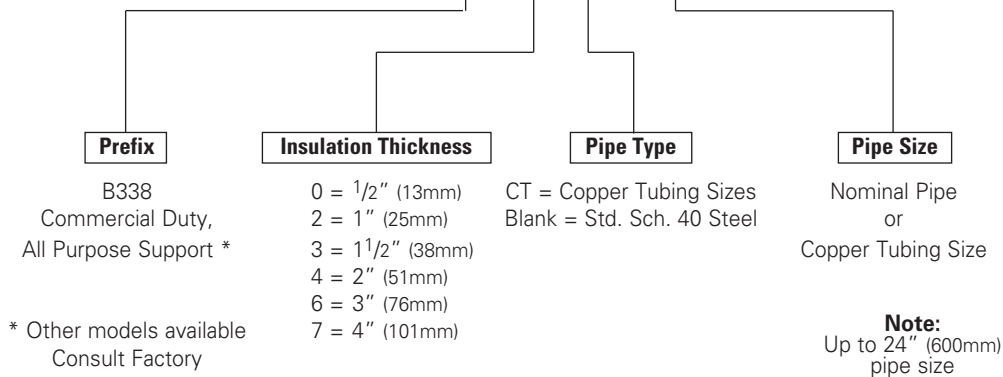 Prefix
B338
Commercial Duty,
All Purpose Support *
* Other models available
Consult Factory
Insulation Thickness
0 = 1/2" (13mm)
2 = 1" (25mm)
3 = 11/2" (38mm)
4 = 2" (51mm)
6 = 3" (76mm)
7 = 4" (101mm)
Pipe Type
CT = Copper Tubing Sizes
Blank = Std. Sch. 40 Steel
Pipe Size
Nominal Pipe
or
Copper Tubing Size
Note:
Up to 24" (600mm)
pipe size